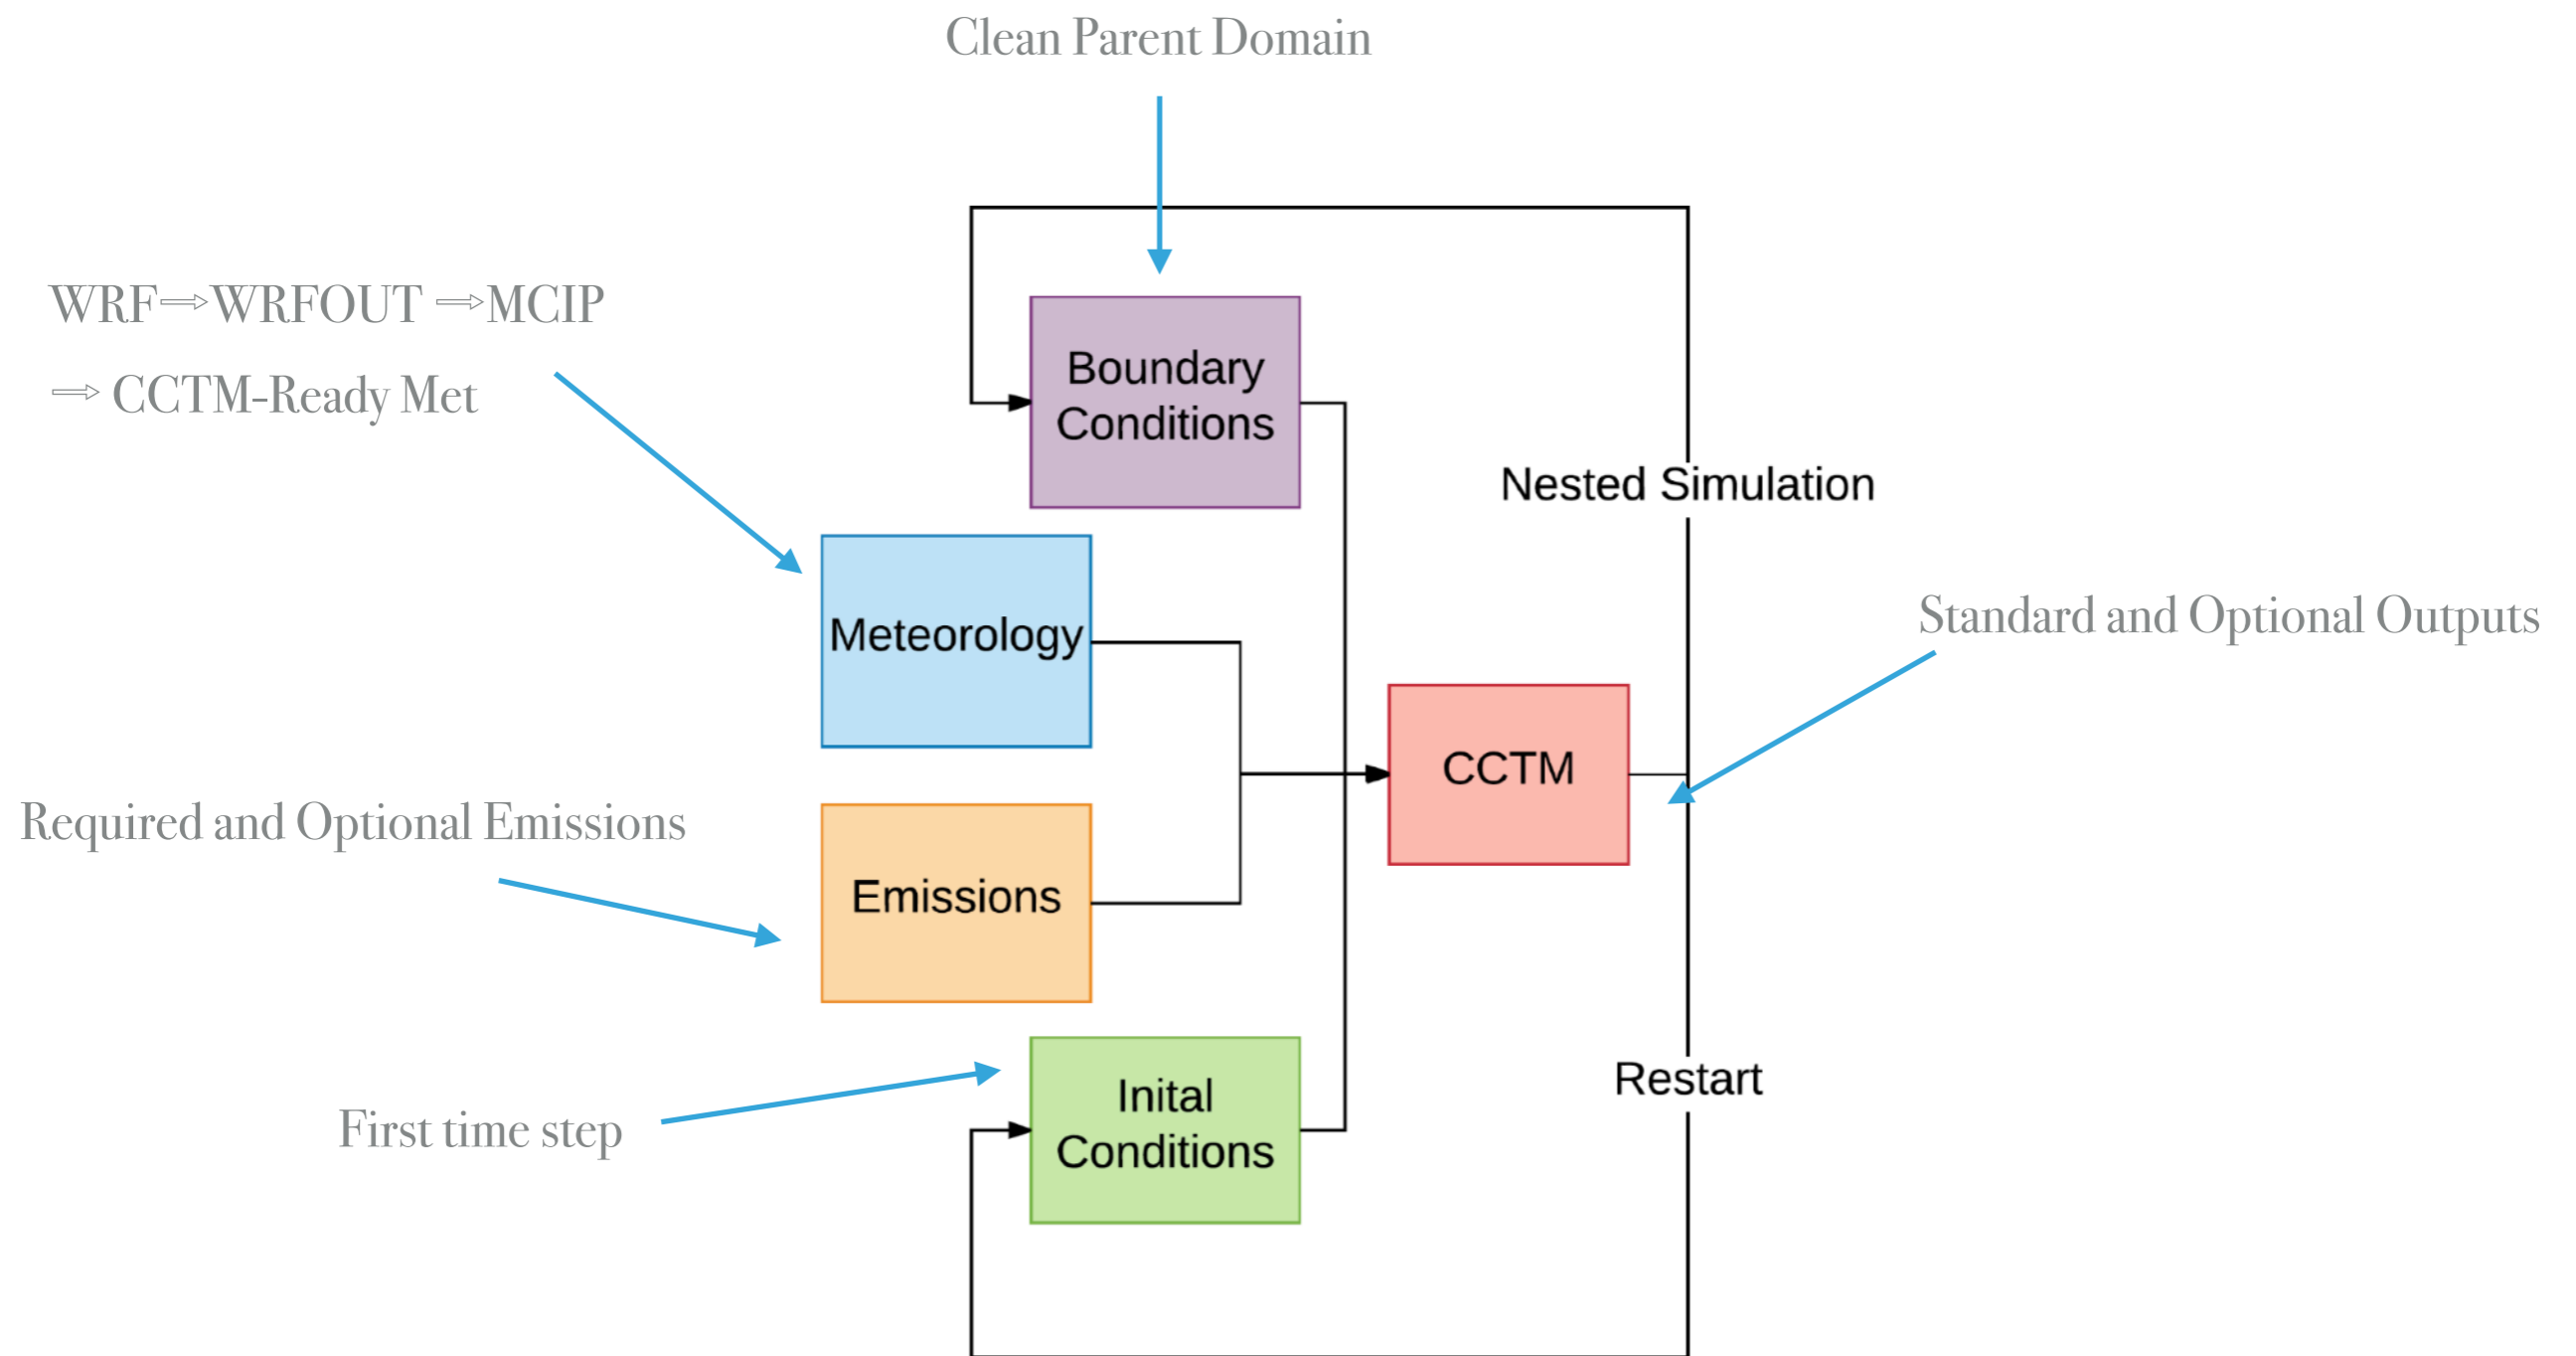 Clean Parent Domain
WRF⇒WRFOUT ⇒MCIP
⇒ CCTM-Ready Met
Boundary
Conditions
Nested Simulation
Meteorology
Standard and Optional Outputs
CCTM
Required and Optional Emissions
Emissions
First time step
Inital
Conditions
Restart